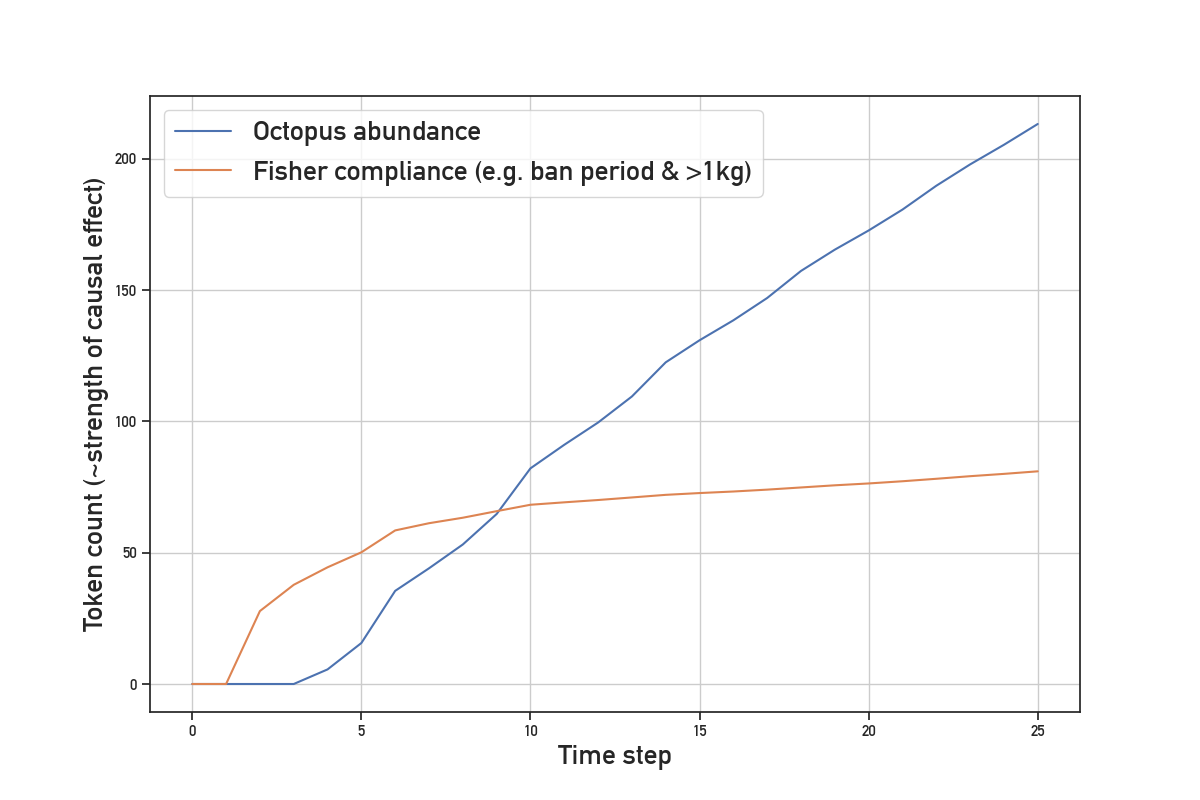 Octopus abundance
Fisher compliance (e.g. ban period & >1kg)
Token count (~strength of causal effect)
200
150
100
50
0
0 5 10 15 20 25
Time step